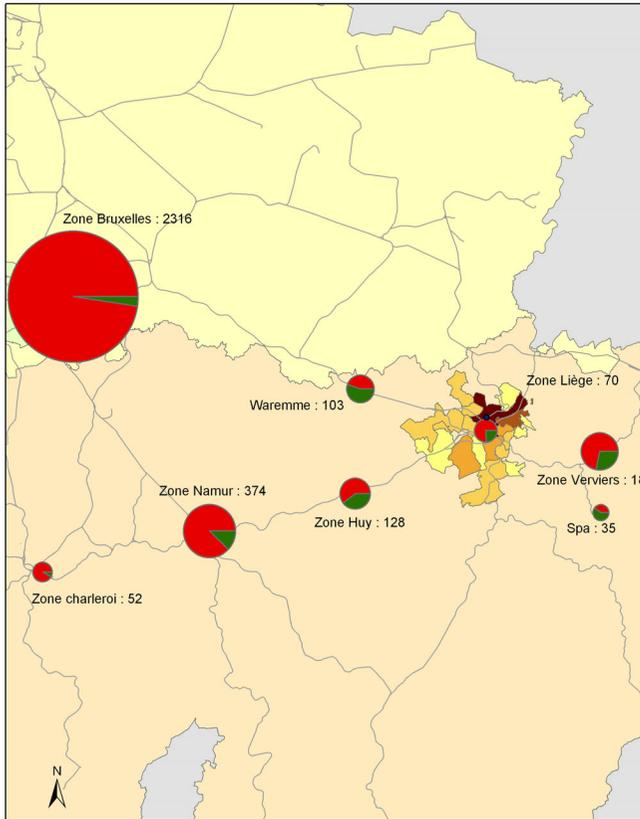 Zone Bruxelles : 2316
Zone Liège : 70
Waremme : 103
Zone Verviers : 18
Zone Namur : 374
Zone Huy : 128
Spa : 35
Zone charleroi : 52
N